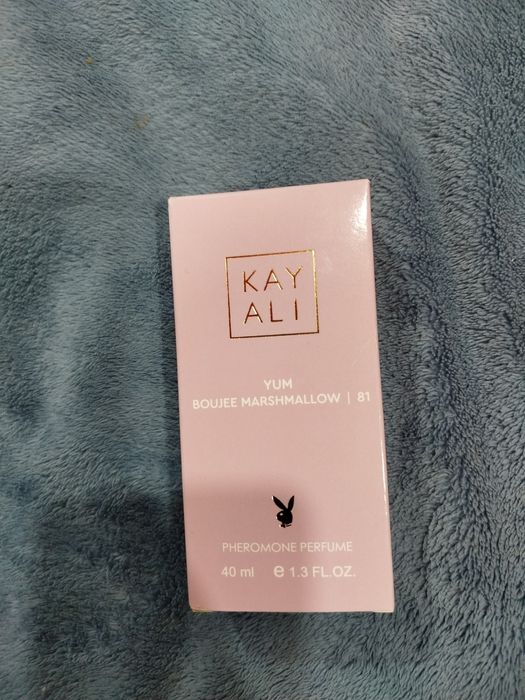 KAY
ALI
YUM
BOUJEE MARSHMALLOW | 81
PHEROMONE PERFUME
40 ml e 1.3 FL.OZ.